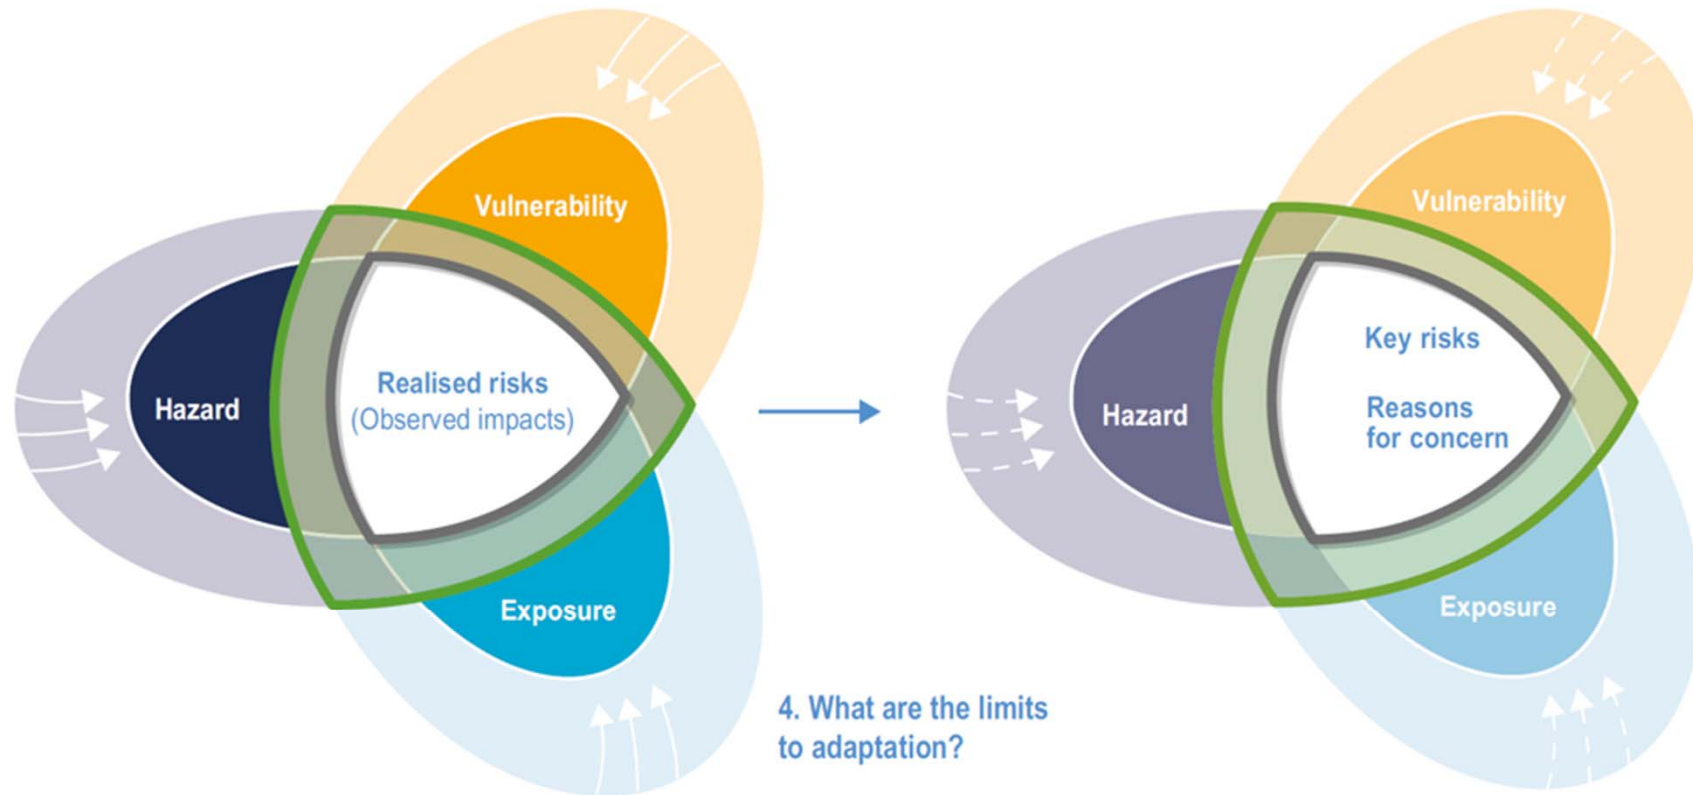 Vulnerability
Hazard
Realised risks
(Observed impacts)
Exposure
Vulnerability
Hazard
Key risks
Reasons
for concern
Exposure
4. What are the limits
to adaptation?